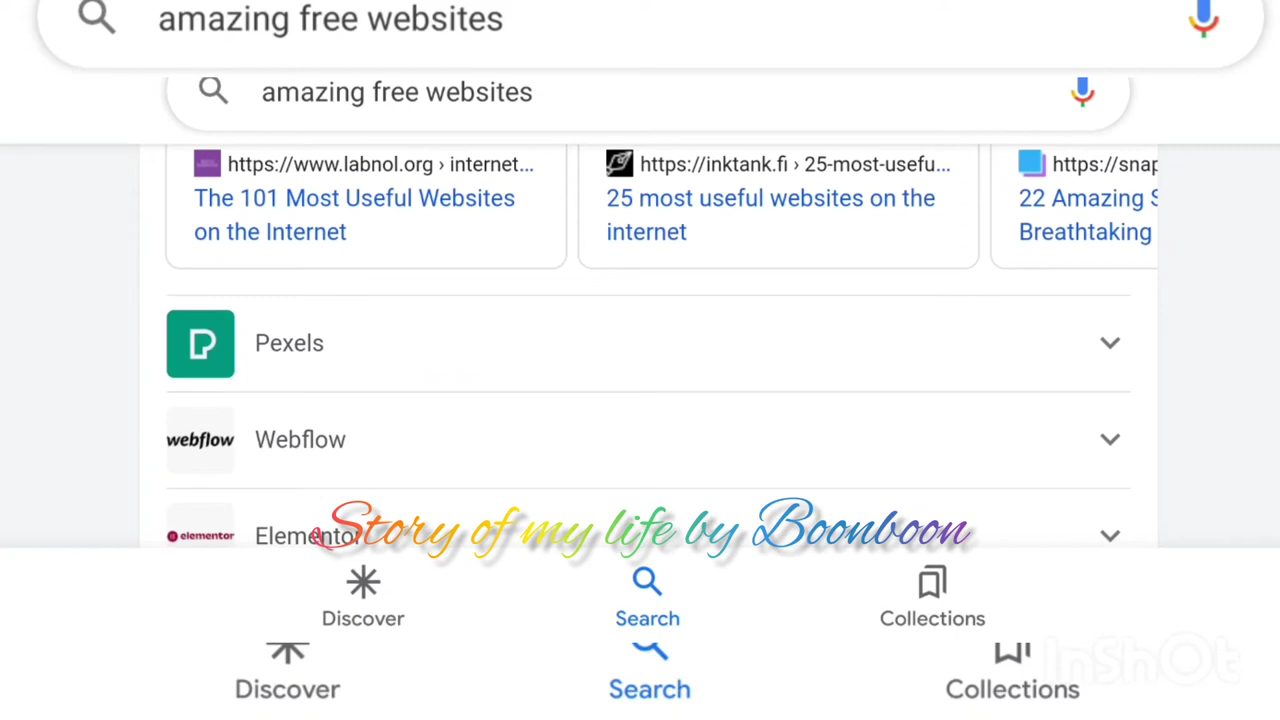 amazing free websites
amazing free websites
https://www.labnol.org › internet...
The 101 Most Useful Websites
on the Internet
https://inktank.fi › 25-most-usefu...
25 most useful websites on the
internet
https://snap
22 Amazing S
Breathtaking
Pexels
webflow Webflow
elementor Elementor
Story of my life by Boonboon
Discover Search Collections
Discover Search Collections
InShOt